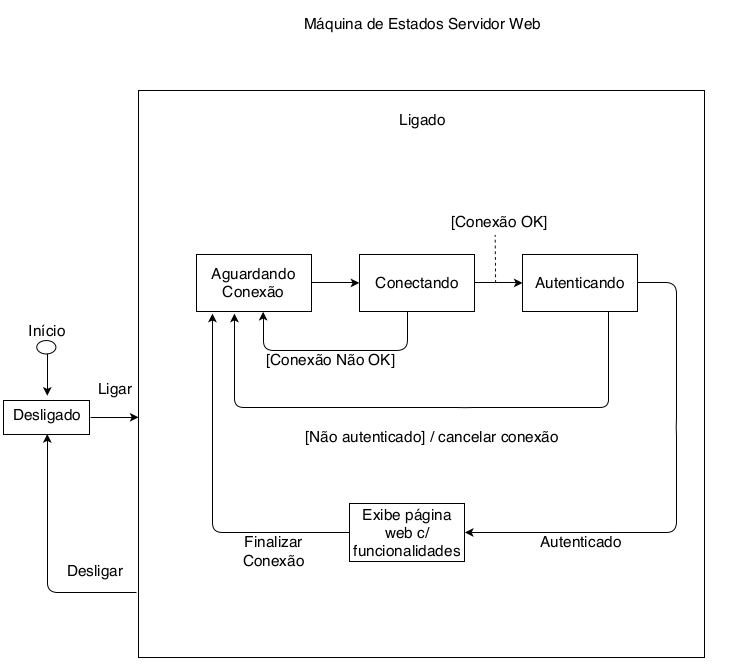 Máquina de Estados Servidor Web
Ligado
[Conexão OK]
Aguardando
Conexão
Conectando
Autenticando
Início
[Conexão Não OK]
Ligar
Desligado
[Não autenticado] / cancelar conexão
Exibe página
web c/
funcionalidades
Finalizar
Conexão
Autenticado
Desligar